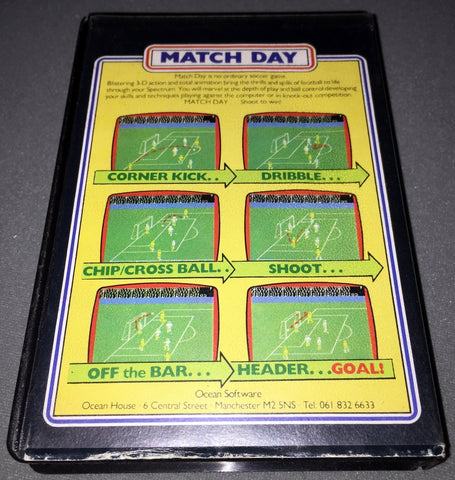 MATCH DAY
Match Day is no ordinary soccer game.
Blistering 3-D action and total animation bring the thrills and spills of football to life
through your Spectrum. You will marvel at the depth of play and ball control developing
your skills and techniques playing against the computer or in knock-out competition.
MATCH DAY Shoot to win!
CORNER KICK. . DRIBBLE. . .
CHIP/CROSS BALL. . SHOOT. . .
OFF the BAR. . . HEADER. . .GOAL!
Ocean Software
Ocean House · 6 Central Street · Manchester M2 5NS · Tel: 061 832 6633